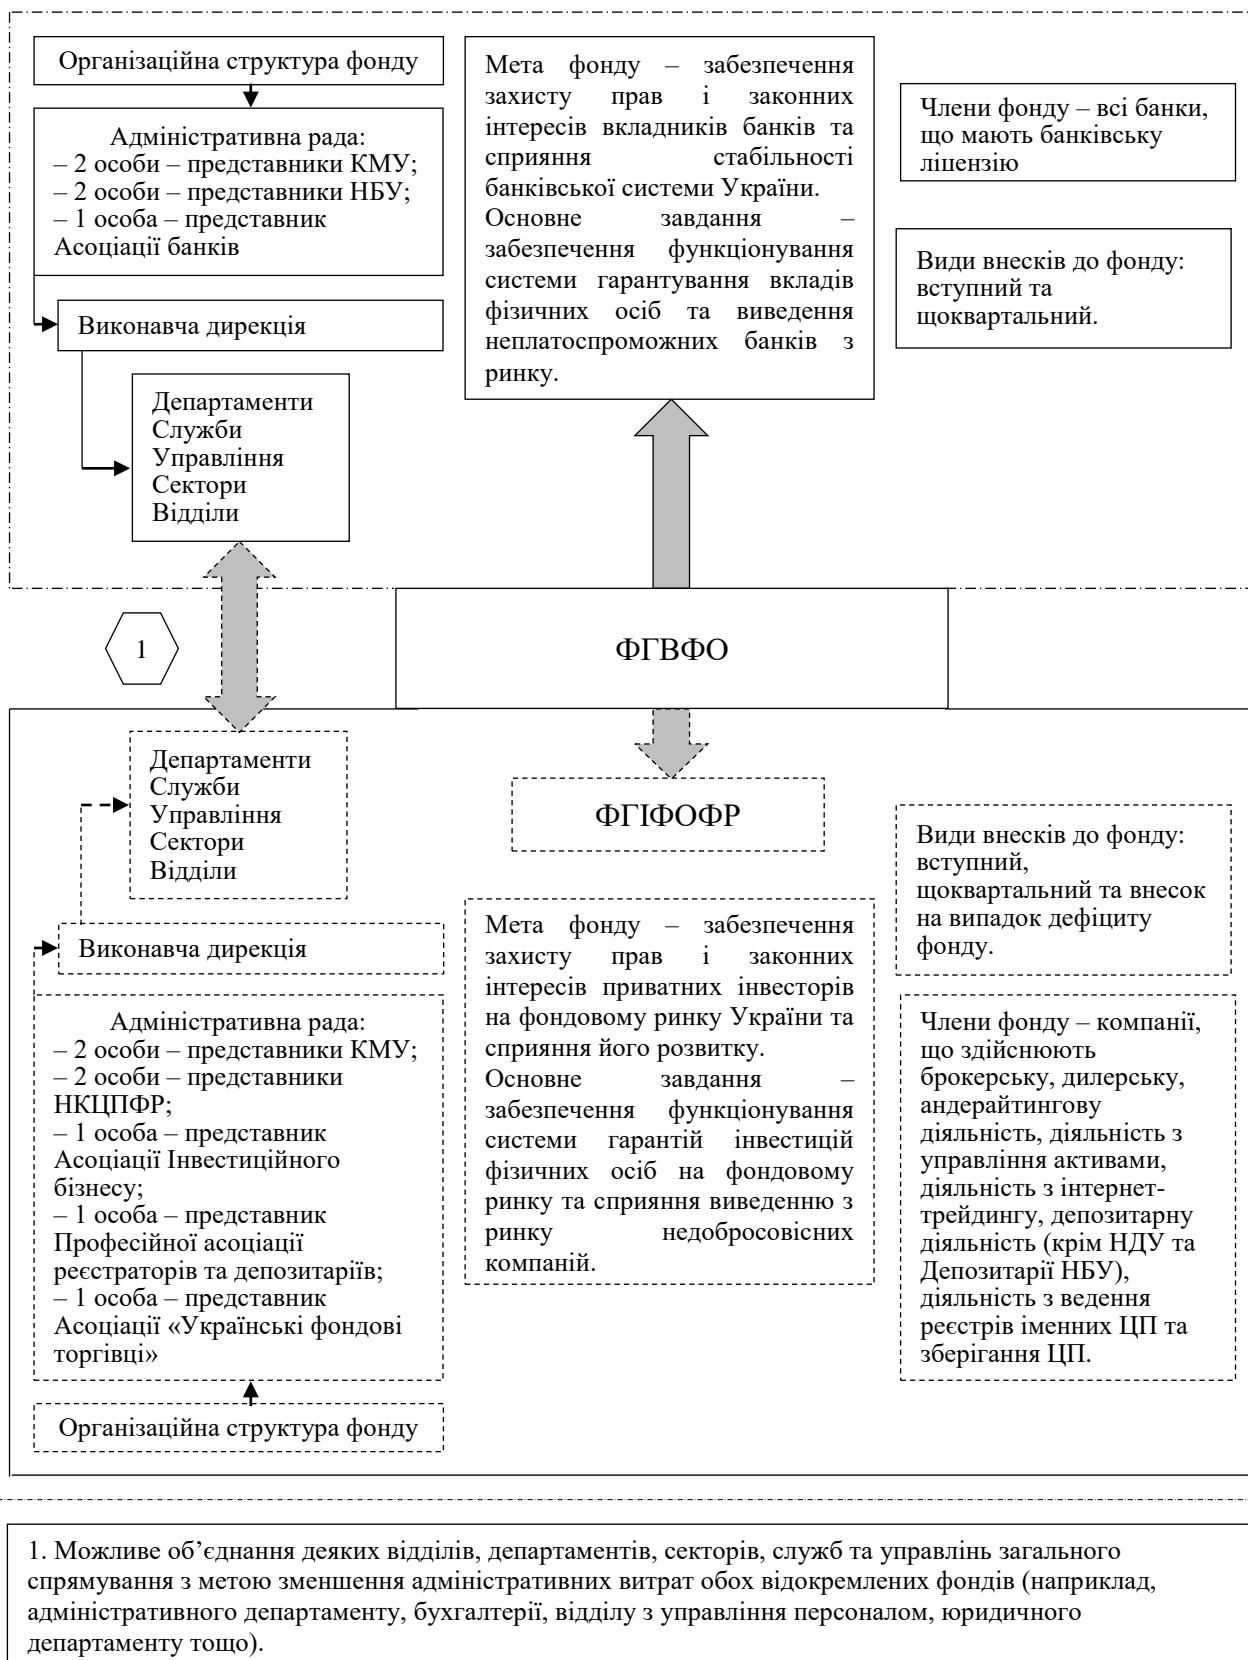 Організаційна структура фонду
Адміністративна рада:
– 2 особи – представники КМУ;
– 2 особи – представники НБУ;
– 1 особа – представник
Асоціації банків
Виконавча дирекція
Департаменти
Служби
Управління
Сектори
Відділи
Мета фонду – забезпечення
захисту прав і законних
інтересів вкладників банків та
сприяння стабільності
банківської системи України.
Основне завдання –
забезпечення функціонування
системи гарантування вкладів
фізичних осіб та виведення
неплатоспроможних банків з
ринку.
Члени фонду – всі банки,
що мають банківську
ліцензію
Види внесків до фонду:
вступний та
щоквартальний.
1
ФГВФО
Департаменти
Служби
Управління
Сектори
Відділи
Виконавча дирекція
Адміністративна рада:
– 2 особи – представники КМУ;
– 2 особи – представники
НКЦПФР;
– 1 особа – представник
Асоціації Інвестиційного
бізнесу;
– 1 особа – представник
Професійної асоціації
реєстраторів та депозитаріїв;
– 1 особа – представник
Асоціації «Українські фондові
торгівці»
Організаційна структура фонду
ФГІФОФР
Мета фонду – забезпечення
захисту прав і законних
інтересів приватних інвесторів
на фондовому ринку України та
сприяння його розвитку.
Основне завдання –
забезпечення функціонування
системи гарантій інвестицій
фізичних осіб на фондовому
ринку та сприяння виведенню з
ринку недобросовісних
компаній.
Види внесків до фонду:
вступний,
щоквартальний та внесок
на випадок дефіциту
фонду.
Члени фонду – компанії,
що здійснюють
брокерську, дилерську,
андерайтингову
діяльність, діяльність з
управління активами,
діяльність з інтернет-
трейдингу, депозитарну
діяльність (крім НДУ та
Депозитарії НБУ),
діяльність з ведення
реєстрів іменних ЦП та
зберігання ЦП.
1. Можливе об’єднання деяких відділів, департаментів, секторів, служб та управлінь загального
спрямування з метою зменшення адміністративних витрат обох відокремлених фондів (наприклад,
адміністративного департаменту, бухгалтерії, відділу з управління персоналом, юридичного
департаменту тощо).